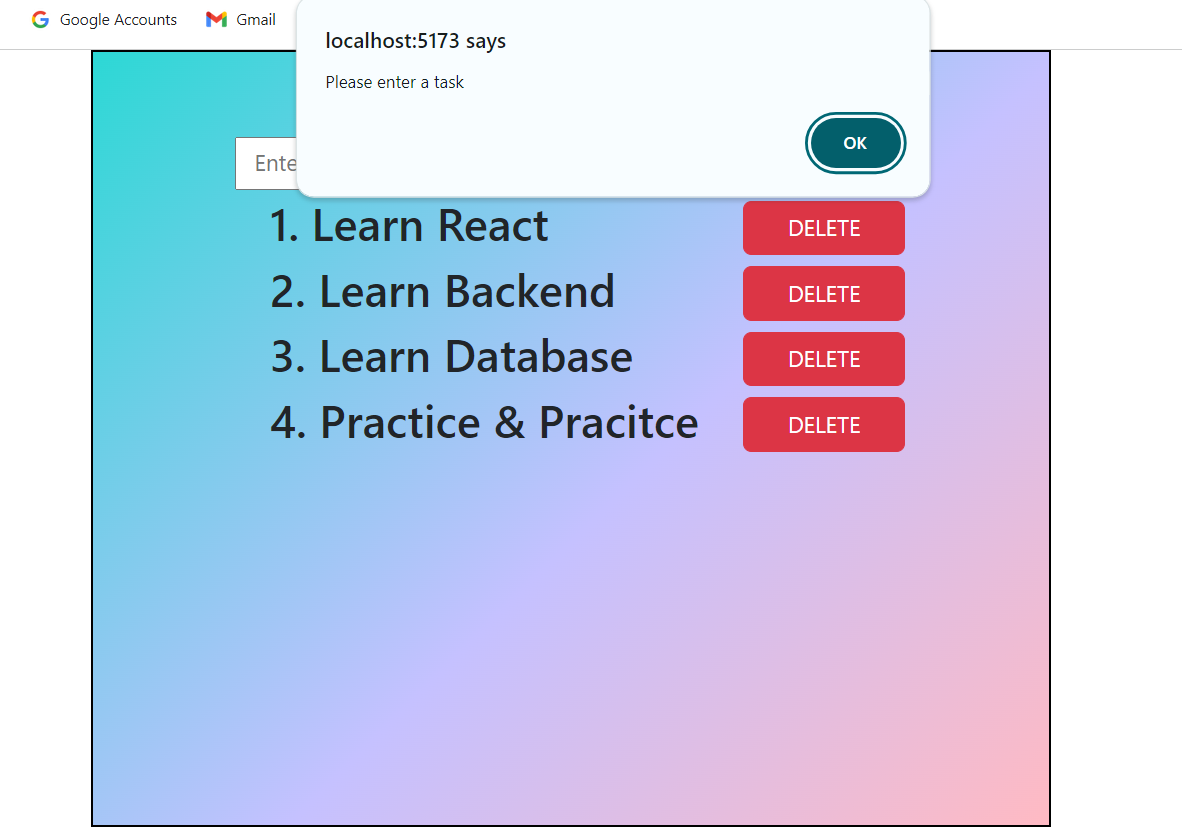 Google Accounts Gmail
localhost:5173 says
Please enter a task
OK
Ente
1. Learn React DELETE
2. Learn Backend DELETE
3. Learn Database DELETE
4. Practice & Pracitce DELETE